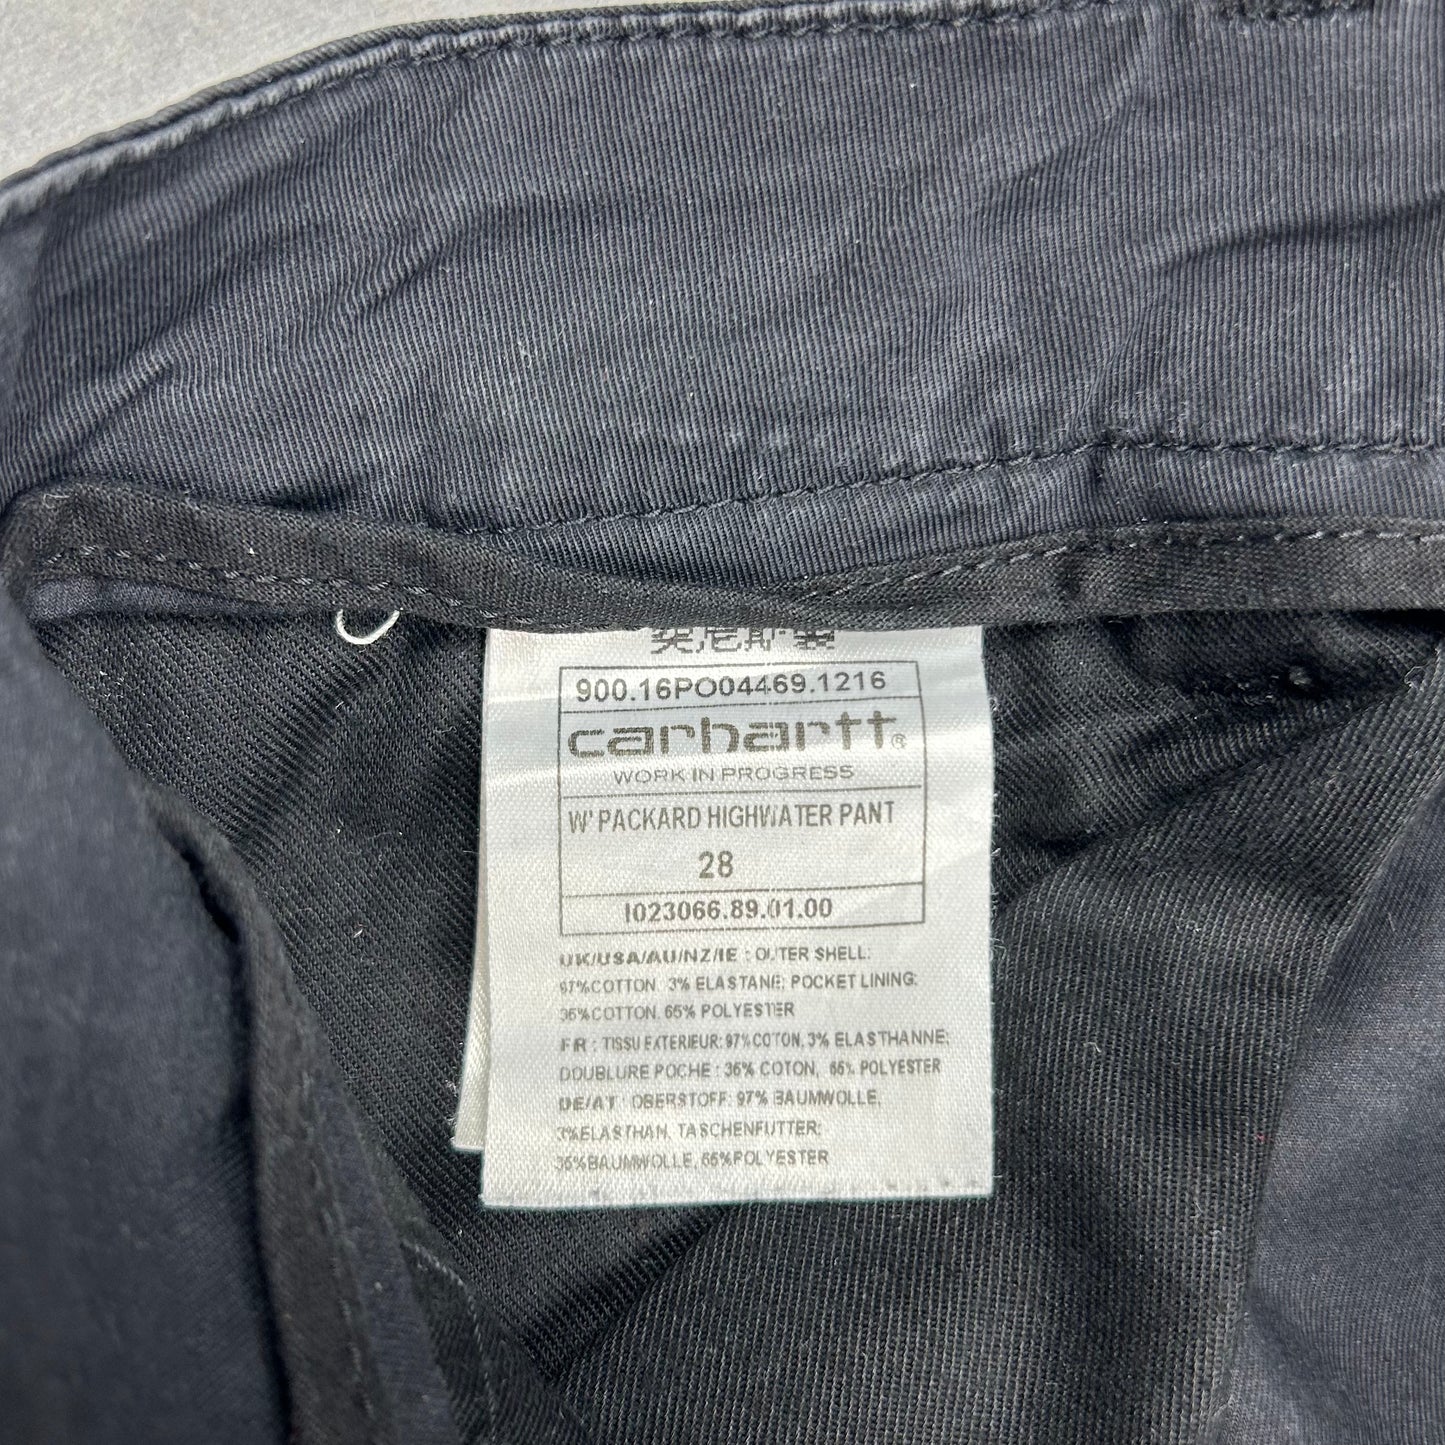 900.16PO04469.1216
carhartt®
WORK IN PROGRESS
W' PACKARD HIGHWATER PANT
28
I023066.89.01.00
UK/USA/AU/NZ/IE : OUTER SHELL:
97%COTTON 3% ELASTANE; POCKET LINING:
35%COTTON, 65% POLYESTER
FR : TISSU EXTERIEUR: 97% COTON, 3% ELASTHANNE;
DOUBLURE POCHE : 35% COTON, 65% POLYESTER
DE/AT : OBERSTOFF: 97% BAUMWOLLE,
3%ELASTHAN, TASCHENFUTTER:
35%BAUMWOLLE, 65%POLYESTER